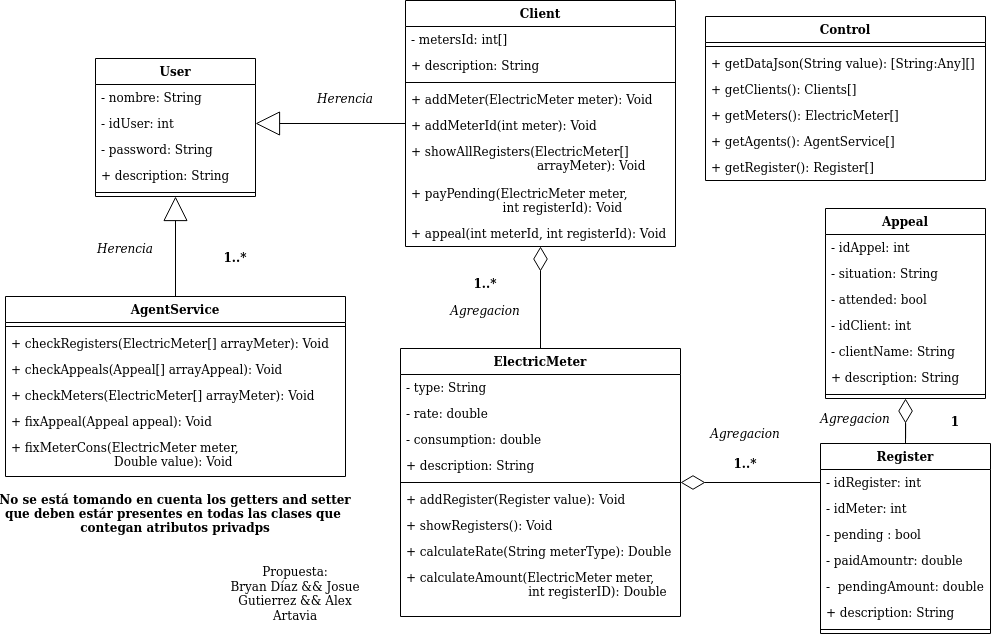 User
- nombre: String
- idUser: int
- password: String
+ description: String
Herencia
Client
- metersId: int[]
+ description: String
+ addMeter(ElectricMeter meter): Void
+ addMeterId(int meter): Void
+ showAllRegisters(ElectricMeter[]
arrayMeter): Void
+ payPending(ElectricMeter meter,
int registerId): Void
+ appeal(int meterId, int registerId): Void
Control
+ getDataJson(String value): [String:Any][]
+ getClients(): Clients[]
+ getMeters(): ElectricMeter[]
+ getAgents(): AgentService[]
+ getRegister(): Register[]
Herencia
1..*
AgentService
+ checkRegisters(ElectricMeter[] arrayMeter): Void
+ checkAppeals(Appeal[] arrayAppeal): Void
+ checkMeters(ElectricMeter[] arrayMeter): Void
+ fixAppeal(Appeal appeal): Void
+ fixMeterCons(ElectricMeter meter,
Double value): Void
1..*
Agregacion
ElectricMeter
- type: String
- rate: double
- consumption: double
+ description: String
+ addRegister(Register value): Void
+ showRegisters(): Void
+ calculateRate(String meterType): Double
+ calculateAmount(ElectricMeter meter,
int registerID): Double
Agregacion
1..*
Appeal
- idAppel: int
- situation: String
- attended: bool
- idClient: int
- clientName: String
+ description: String
Agregacion
1
Register
- idRegister: int
- idMeter: int
- pending : bool
- paidAmountr: double
- pendingAmount: double
+ description: String
No se está tomando en cuenta los getters and setter
que deben estár presentes en todas las clases que
contegan atributos privadps
Propuesta:
Bryan Díaz && Josue
Gutierrez && Alex
Artavia